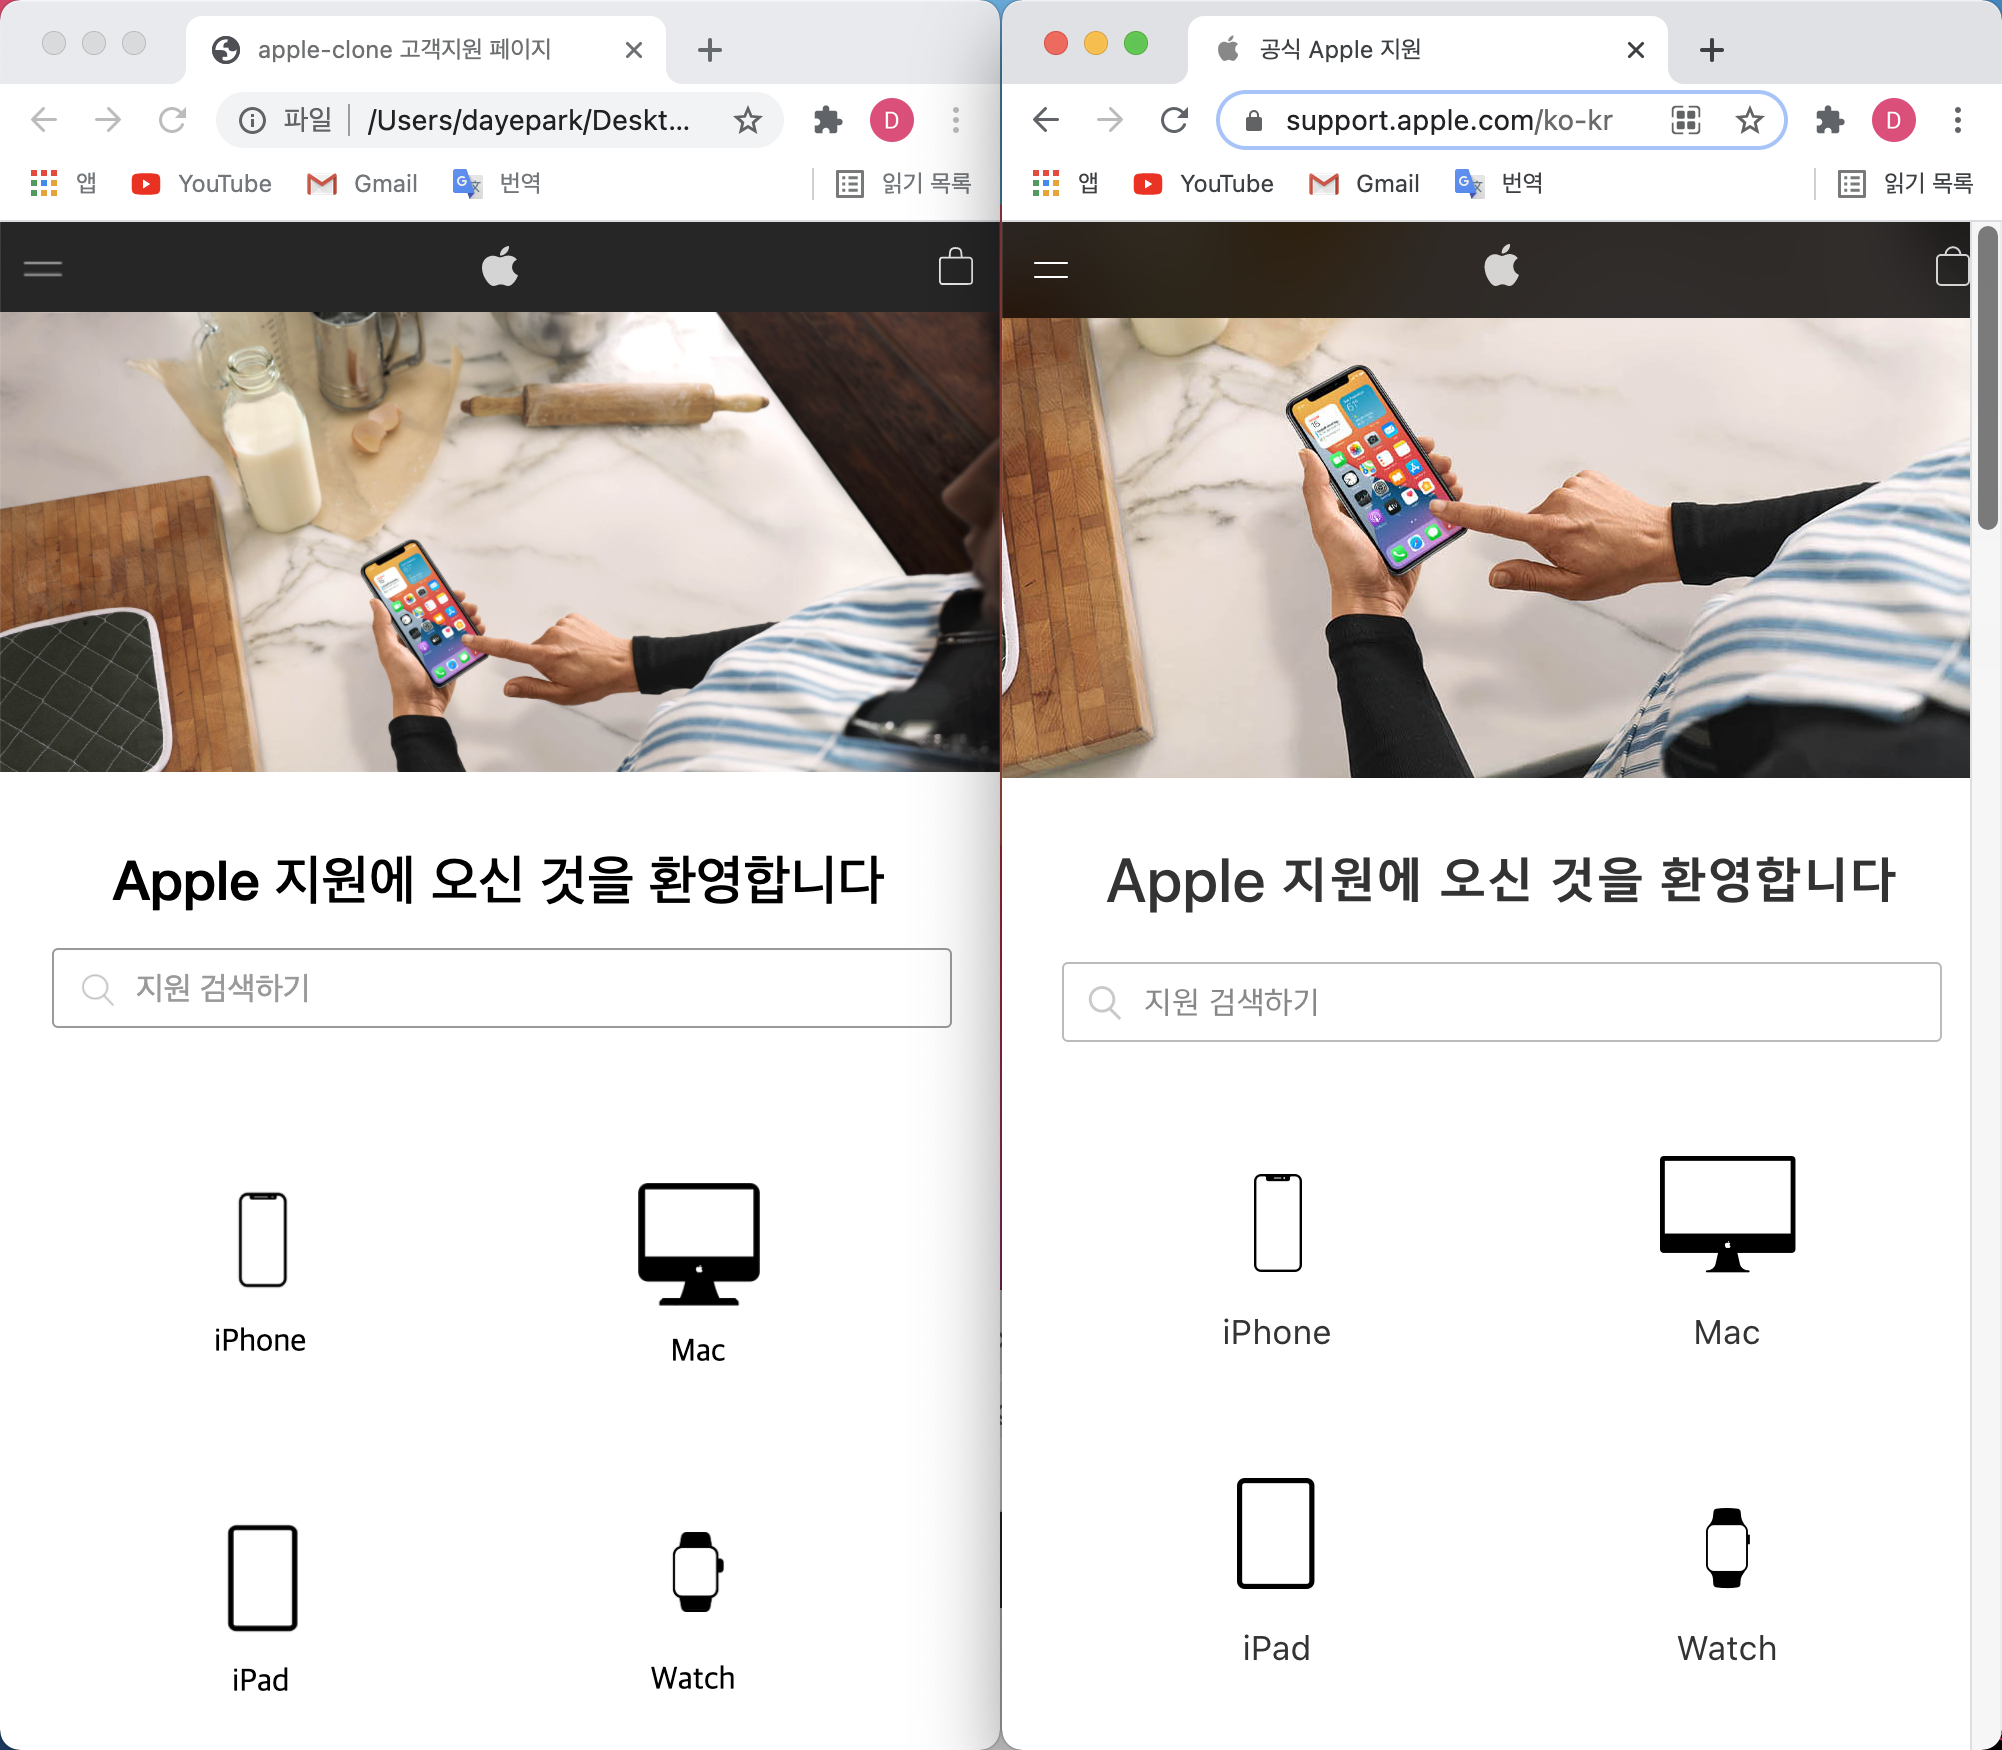 apple-clone 고객지원 페이지
파일 /Users/dayepark/Deskt...
D
앱 YouTube Gmail 번역 읽기 목록
Apple 지원에 오신 것을 환영합니다
지원 검색하기
iPhone
Mac
iPad
Watch
공식 Apple 지원
support.apple.com/ko-kr
D
앱 YouTube Gmail 번역 읽기 목록
Apple 지원에 오신 것을 환영합니다
지원 검색하기
iPhone
Mac
iPad
Watch